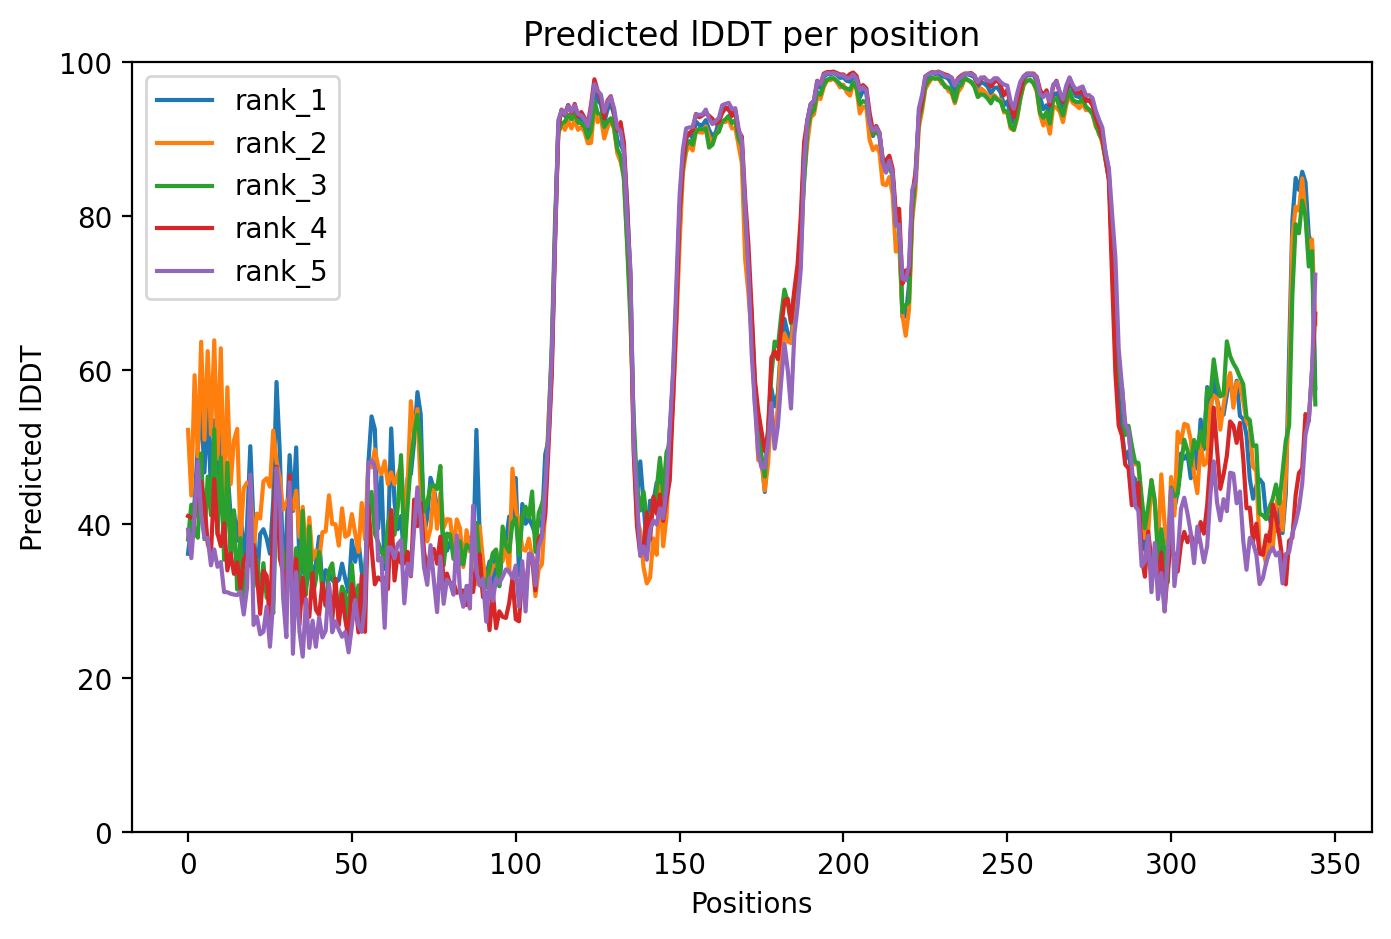 Predicted lDDT per position
100
80
60
40
20
0
Predicted lDDT
rank_1
rank_2
rank_3
rank_4
rank_5
0 50 100 150 200 250 300 350
Positions